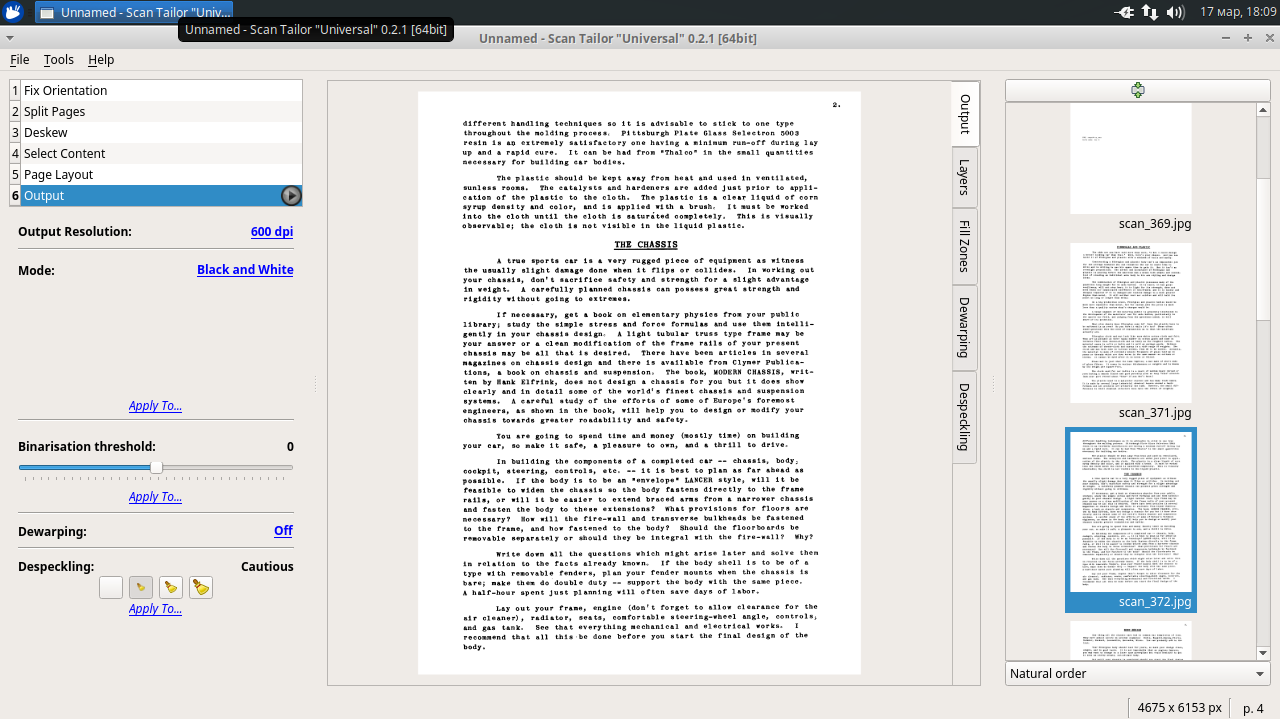 Unnamed - Scan Tailor "Univ...
17 мар, 18:09
Unnamed - Scan Tailor "Universal" 0.2.1 [64bit]
Unnamed - Scan Tailor "Universal" 0.2.1 [64bit]
File Tools Help
1 Fix Orientation
2 Split Pages
3 Deskew
4 Select Content
5 Page Layout
6 Output
Output Resolution: 600 dpi
Mode: Black and White
Apply To...
Binarisation threshold: 0
Apply To...
Dewarping: Off
Despeckling: Cautious
Apply To...
2.
different handling techniques so it is advisable to stick to one type
throughout the molding process. Pittsburgh Plate Glass Selectron 5003
resin is an extremely satisfactory one having a minimum run-off during lay
up and a rapid cure. It can be had from "Thalco" in the small quantities
necessary for building car bodies.
The plastic should be kept away from heat and used in ventilated,
sunless rooms. The catalysts and hardeners are added just prior to appli-
cation of the plastic to the cloth. The plastic is a clear liquid of corn
syrup density and color, and is applied with a brush. It must be worked
into the cloth until the cloth is saturated completely. This is visually
observable; the cloth is not visible in the liquid plastic.
THE CHASSIS
A true sports car is a very rugged piece of equipment as witness
the usually slight damage done when it flips or collides. In working out
your chassis, don't sacrifice safety and strength for a slight advantage
in weight. A carefully planned chassis can possess great strength and
rigidity without going to extremes.
If necessary, get a book on elementary physics from your public
library; study the simple stress and force formulas and use them intelli-
gently in your chassis design. A light tubular truss type frame may be
your answer or a clean modification of the frame rails of your present
chassis may be all that is desired. There have been articles in several
magazines on chassis design and there is available from Clymer Publica-
tions, a book on chassis and suspension. The book, MODERN CHASSIS, writ-
ten by Hank Elfrink, does not design a chassis for you but it does show
clearly and in detail some of the world's finest chassis and suspension
systems. A careful study of the efforts of some of Europe's foremost
engineers, as shown in the book, will help you to design or modify your
chassis towards greater roadability and safety.
You are going to spend time and money (mostly time) on building
your car, so make it safe, a pleasure to own, and a thrill to drive.
In building the components of a completed car -- chassis, body,
cockpit, steering, controls, etc. -- it is best to plan as far ahead as
possible. If the body is to be an "envelope" LANCER style, will it be
feasible to widen the chassis so the body fastens directly to the frame
rails, or will it be easier to extend braced arms from a narrower chassis
and fasten the body to these extensions? What provisions for floors are
necessary? How will the fire-wall and transverse bulkheads be fastened
to the frame, and how fastened to the body? Should the floorboards be
removable separately or should they be integral with the fire-wall? Why?
Write down all the questions which might arise later and solve them
in relation to the facts already known. If the body shell is to be of a
type with removable fenders, plan your fender mounts when the chassis is
bare; make them do double duty -- support the body with the same piece.
A half-hour spent just planning will often save days of labor.
Lay out your frame, engine (don't forget to allow clearance for the
air cleaner), radiator, seats, comfortable steering-wheel angle, controls,
and gas tank. See that everything mechanical and electrical works. I
recommend that all this be done before you start the final design of the
body.
Output
Layers
Fill Zones
Dewarping
Despeckling
scan_369.jpg
scan_371.jpg
scan_372.jpg
Natural order
4675 x 6153 px
p. 4